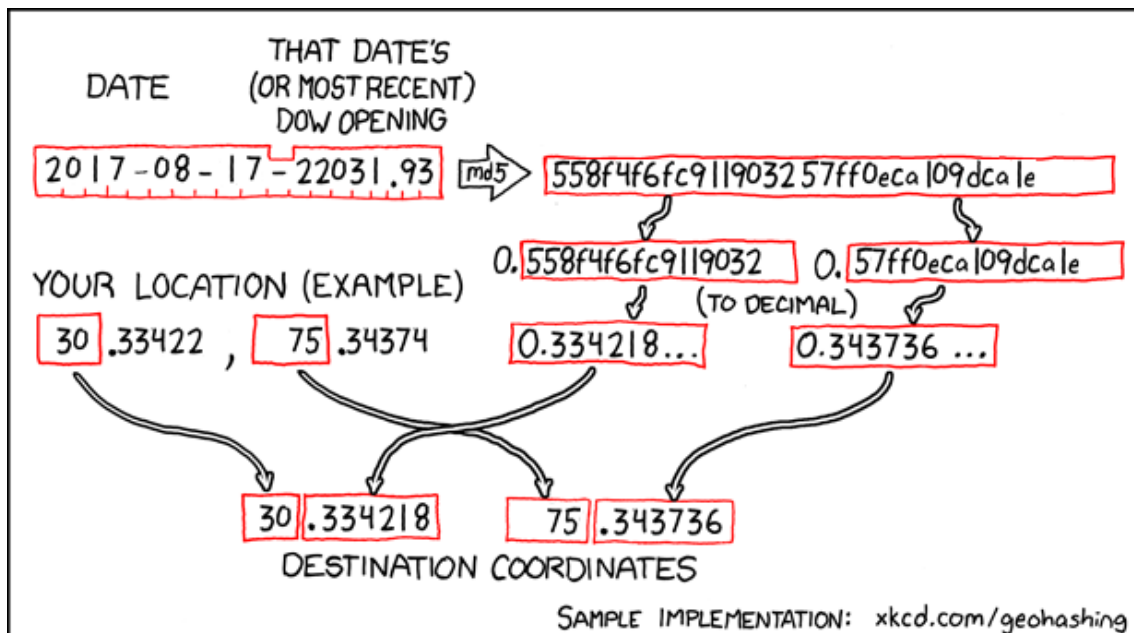 DATE
THAT DATE'S
(OR MOST RECENT)
DOW OPENING
2017-08-17-22031.93
md5
558f4f6fc911903257ff0eca109dca1e
0.558f4f6fc9119032
0.57ff0eca109dca1e
(TO DECIMAL)
YOUR LOCATION (EXAMPLE)
30.33422, 75.34374
0.334218...
0.343736 ...
30.334218
75.343736
DESTINATION COORDINATES
SAMPLE IMPLEMENTATION: xkcd.com/geohashing